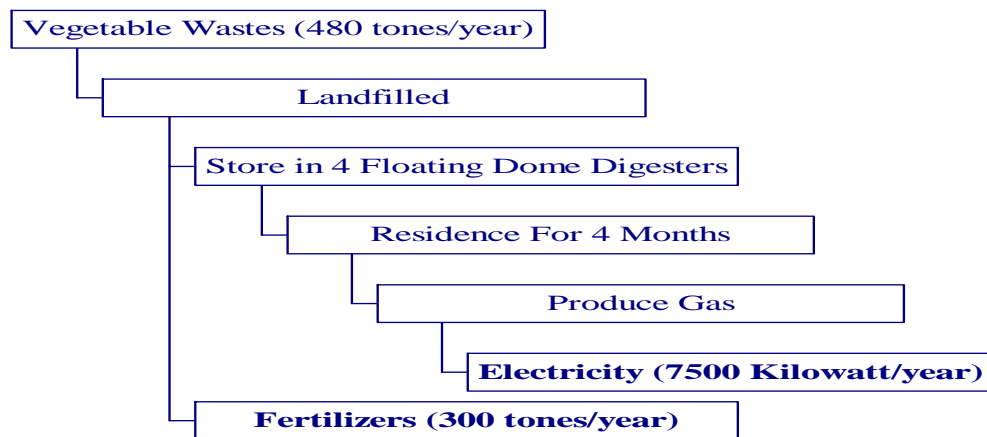 Vegetable Wastes (480 tones/year)
Landfilled
Store in 4 Floating Dome Digesters
Residence For 4 Months
Produce Gas
Electricity (7500 Kilowatt/year)
Fertilizers (300 tones/year)